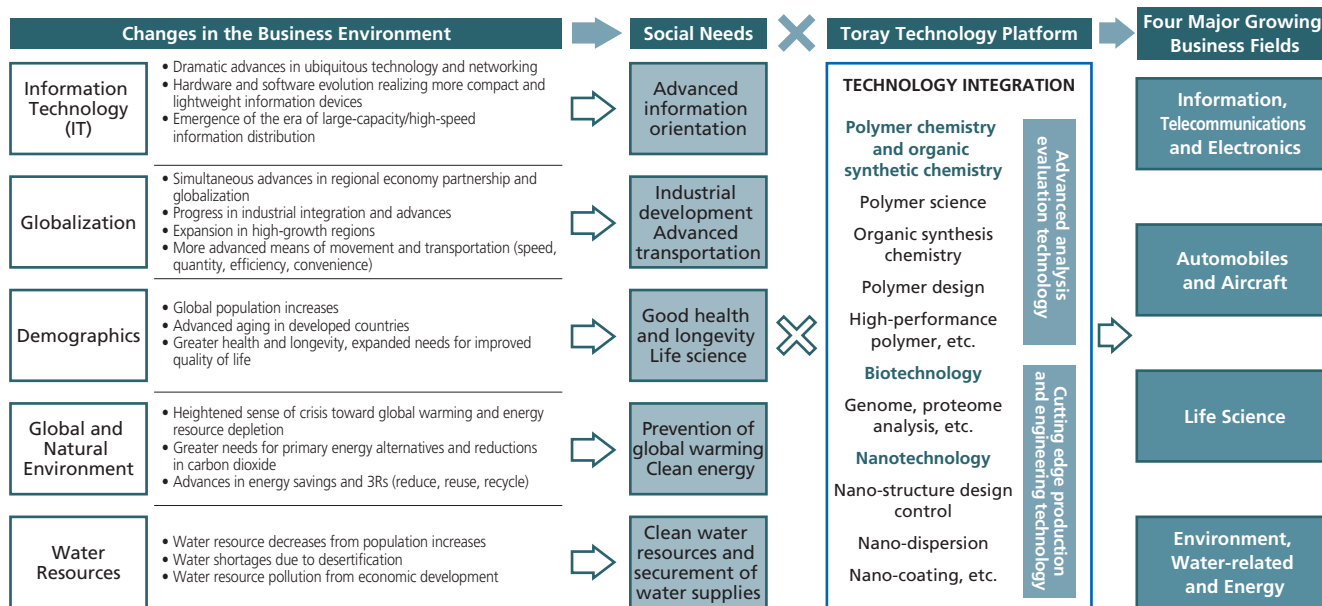 Changes in the Business Environment
Social Needs
Toray Technology Platform
Four Major Growing
Business Fields
Information
Technology
(IT)
• Dramatic advances in ubiquitous technology and networking
• Hardware and software evolution realizing more compact and
lightweight information devices
• Emergence of the era of large-capacity/high-speed
information distribution
Advanced
information
orientation
Globalization
• Simultaneous advances in regional economy partnership and
globalization
• Progress in industrial integration and advances
• Expansion in high-growth regions
• More advanced means of movement and transportation (speed,
quantity, efficiency, convenience)
Industrial
development
Advanced
transportation
Demographics
• Global population increases
• Advanced aging in developed countries
• Greater health and longevity, expanded needs for improved
quality of life
Good health
and longevity
Life science
Global and
Natural
Environment
• Heightened sense of crisis toward global warming and energy
resource depletion
• Greater needs for primary energy alternatives and reductions
in carbon dioxide
• Advances in energy savings and 3Rs (reduce, reuse, recycle)
Prevention of
global warming
Clean energy
Water
Resources
• Water resource decreases from population increases
• Water shortages due to desertification
• Water resource pollution from economic development
Clean water
resources and
securement of
water supplies
TECHNOLOGY INTEGRATION
Polymer chemistry
and organic
synthetic chemistry
Polymer science
Organic synthesis
chemistry
Polymer design
High-performance
polymer, etc.
Biotechnology
Genome, proteome
analysis, etc.
Nanotechnology
Nano-structure design
control
Nano-dispersion
Nano-coating, etc.
Advanced analysis
evaluation technology
Cutting edge production
and engineering technology
Information,
Telecommunications
and Electronics
Automobiles
and Aircraft
Life Science
Environment,
Water-related
and Energy